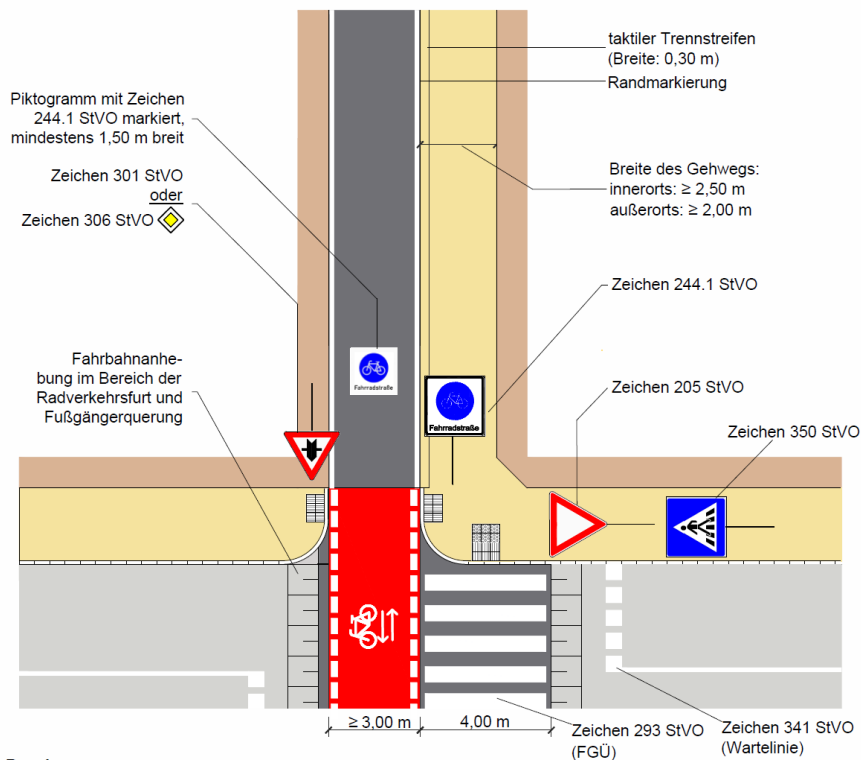 taktiler Trennstreifen
(Breite: 0,30 m)
Randmarkierung
Piktogramm mit Zeichen
244.1 StVO markiert,
mindestens 1,50 m breit
Zeichen 301 StVO
oder
Zeichen 306 StVO
Breite des Gehwegs:
innerorts: ≥ 2,50 m
außerorts: ≥ 2,00 m
Zeichen 244.1 StVO
Fahrbahnanhe-
bung im Bereich der
Radverkehrsfurt und
Fußgängerquerung
Fahrradstraße
Fahrradstraße
Zeichen 205 StVO
Zeichen 350 StVO
≥ 3,00 m
4,00 m
Zeichen 293 StVO
(FGÜ)
Zeichen 341 StVO
(Wartelinie)